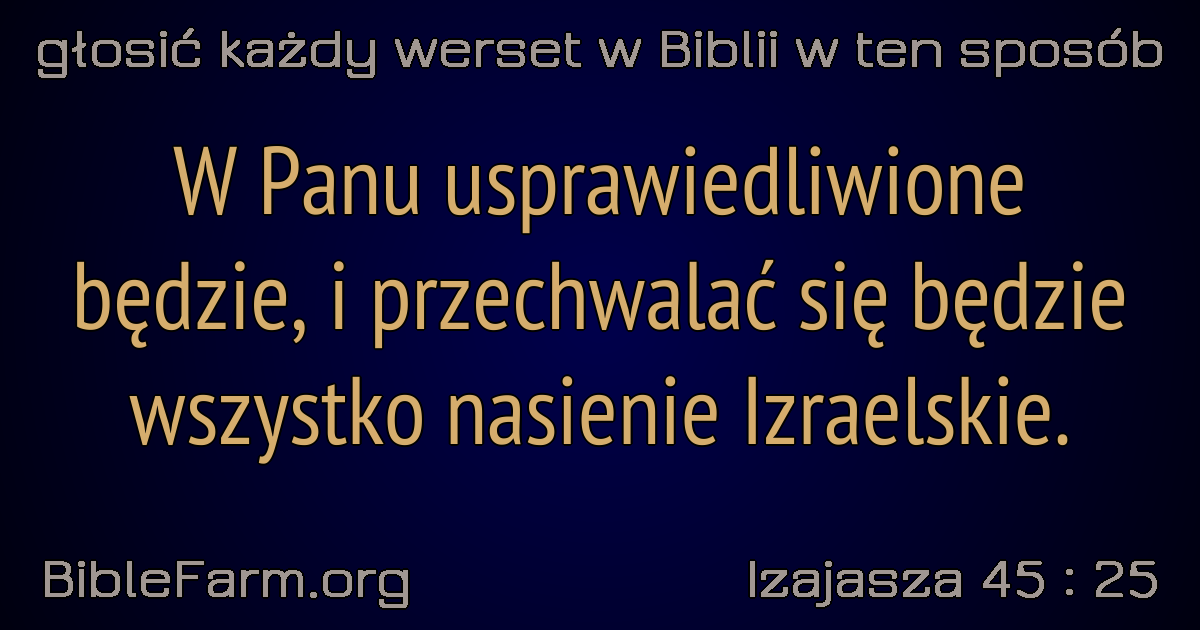 głosić każdy werset w Biblii w ten sposób
W Panu usprawiedliwione
będzie, i przechwalać się będzie
wszystko nasienie Izraelskie.
BibleFarm.org
Izajasza 45 : 25